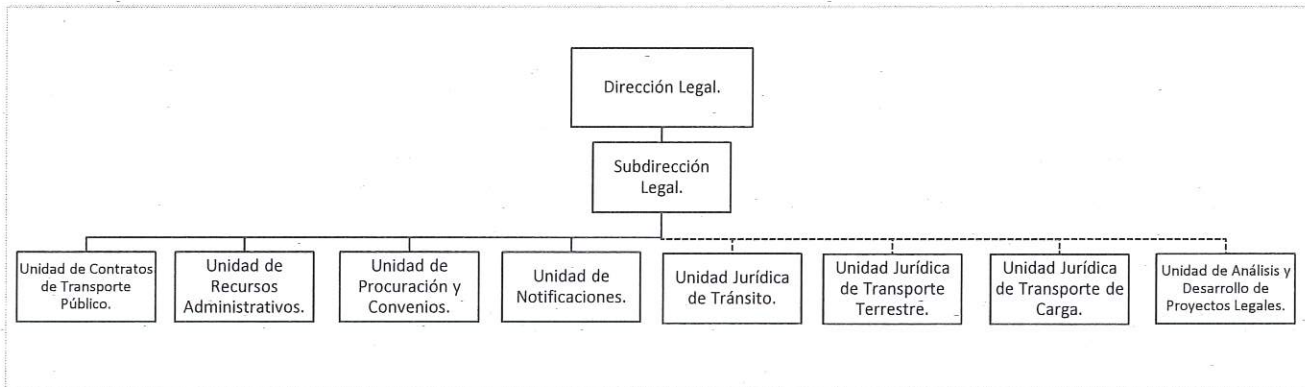 Dirección Legal.
Subdirección
Legal.
Unidad de Contratos
de Transporte
Público.
Unidad de
Recursos
Administrativos.
Unidad de
Procuración y
Convenios.
Unidad de
Notificaciones.
Unidad Jurídica
de Tránsito.
Unidad Jurídica
de Transporte
Terrestre.
Unidad Jurídica
de Transporte de
Carga.
Unidad de Análisis y
Desarrollo de
Proyectos Legales.